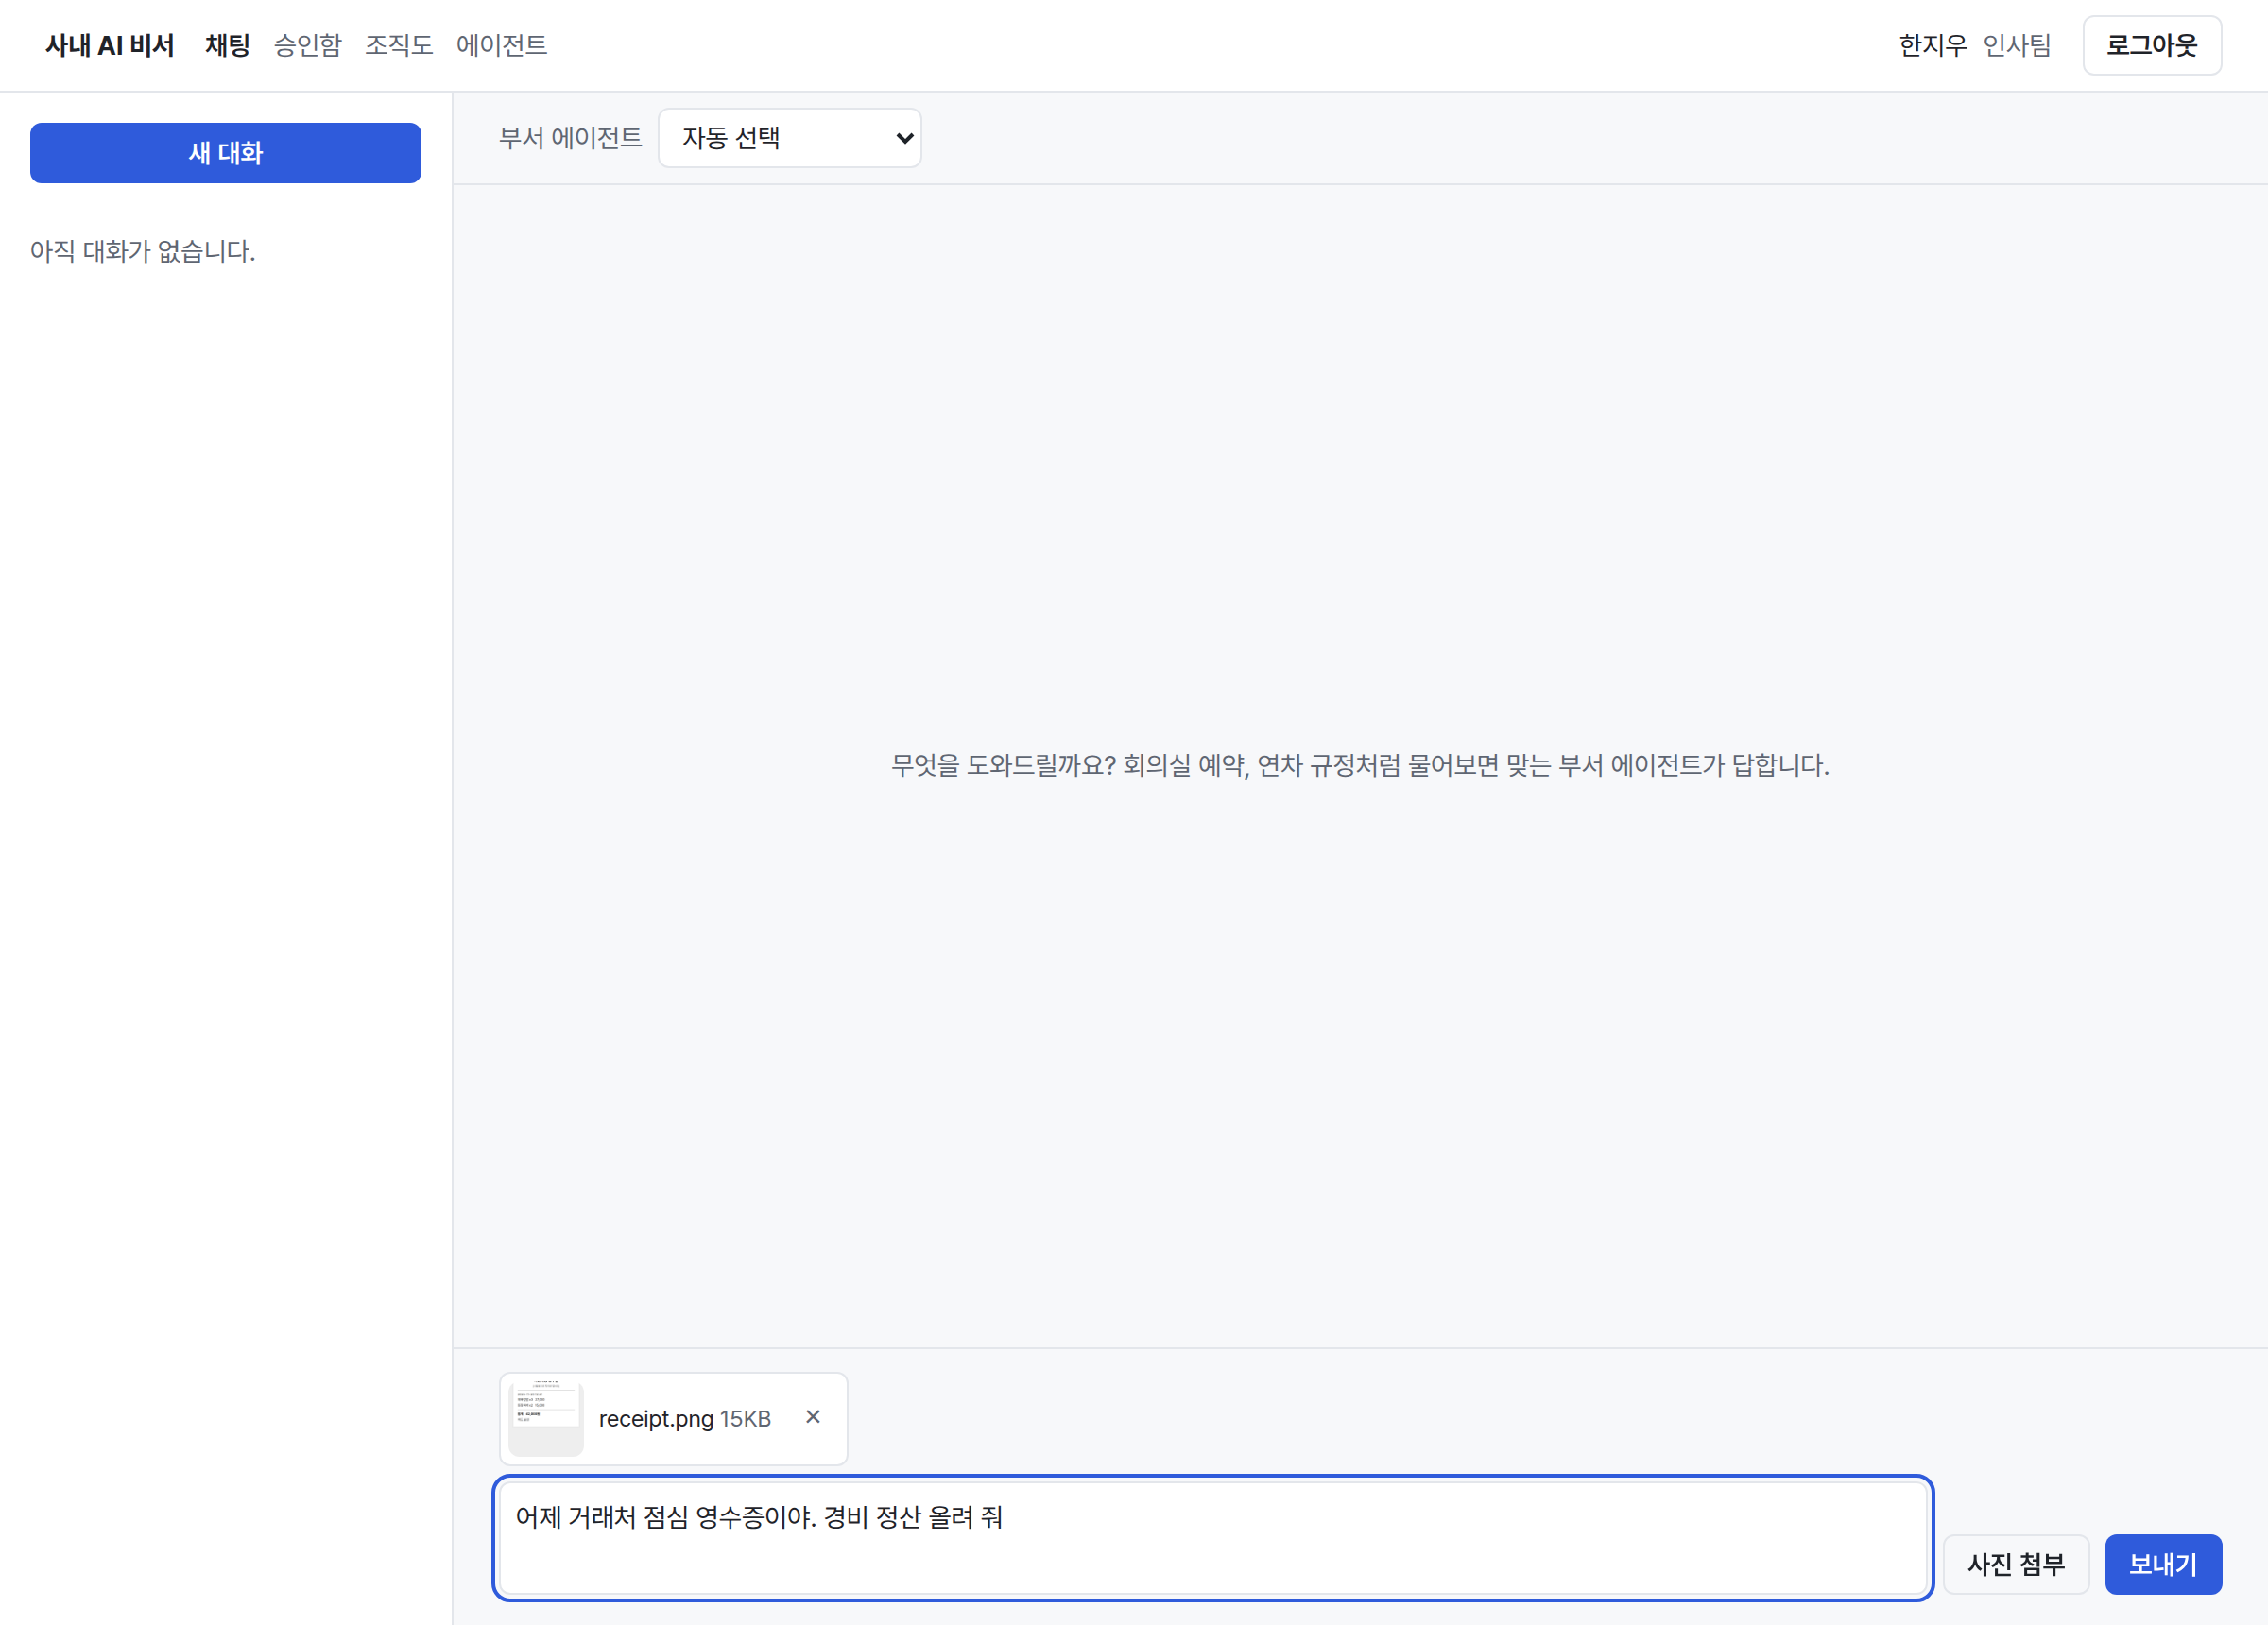 사내 AI 비서 채팅 승인함 조직도 에이전트 한지우 인사팀 로그아웃
새 대화
아직 대화가 없습니다.
부서 에이전트 자동 선택
무엇을 도와드릴까요? 회의실 예약, 연차 규정처럼 물어보면 맞는 부서 에이전트가 답합니다.
receipt.png 15KB ✕
어제 거래처 점심 영수증이야. 경비 정산 올려 줘
사진 첨부 보내기